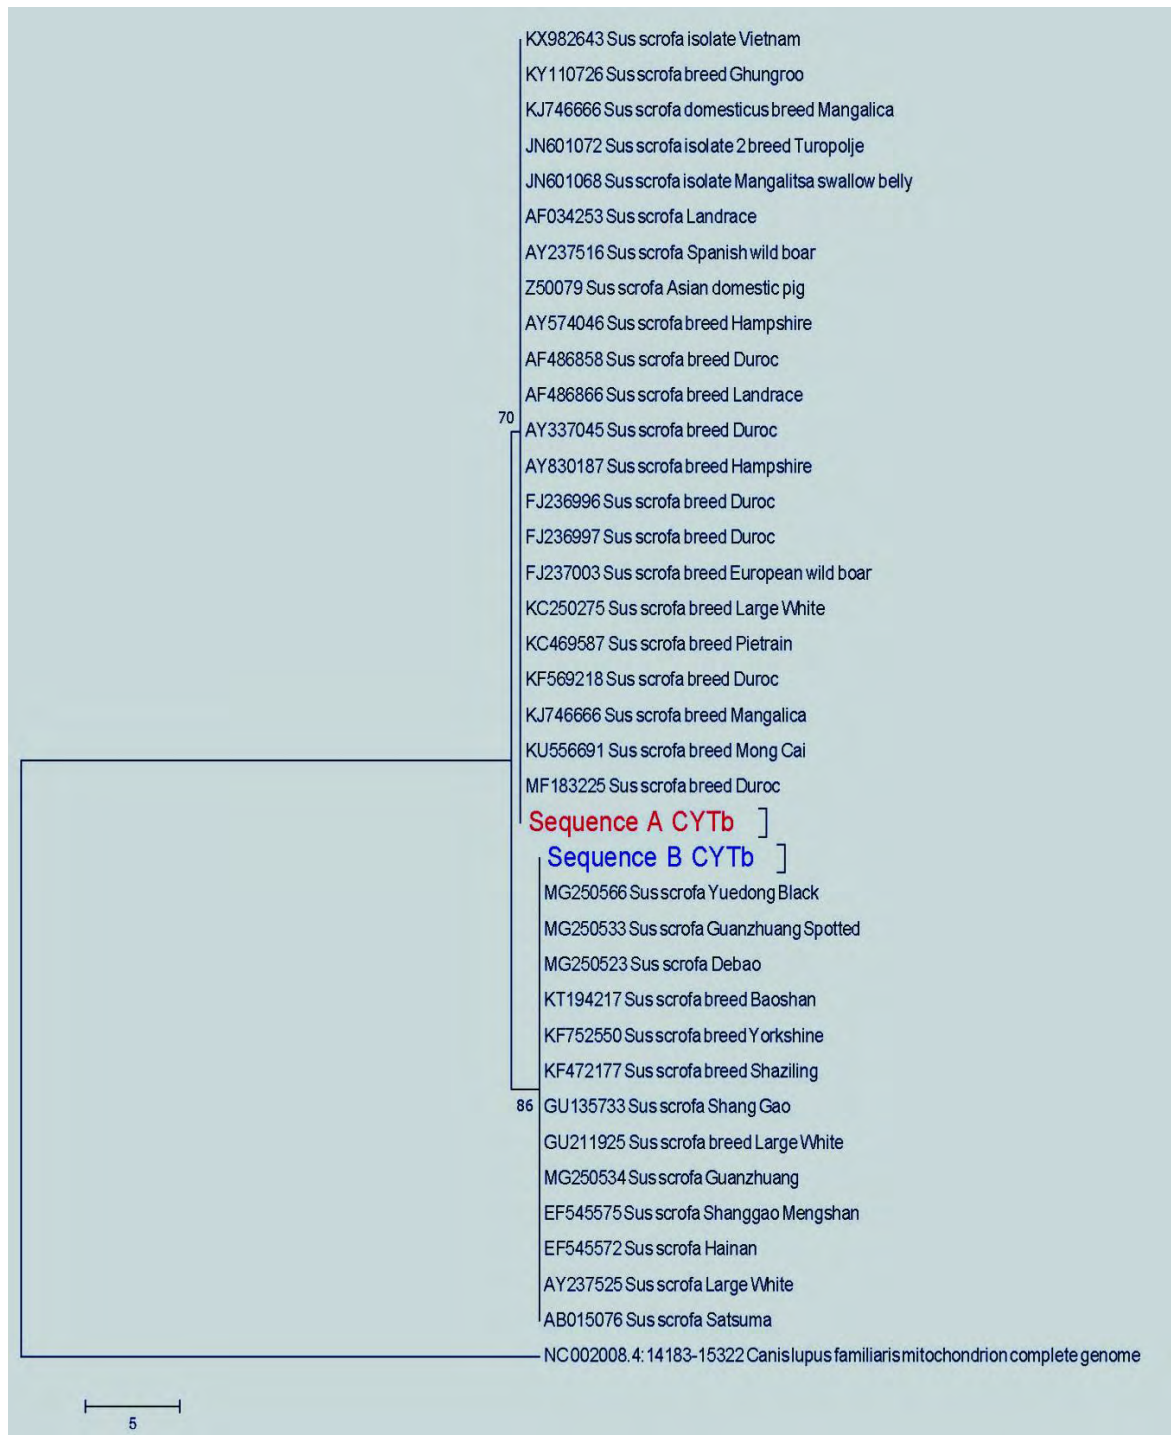 KX982643 Sus scrofa isolate Vietnam
KY110726 Sus scrofa breed Ghungroo
KJ746666 Sus scrofa domesticus breed Mangalica
JN601072 Sus scrofa isolate 2 breed Turopolje
JN601068 Sus scrofa isolate Mangalitsa swallow belly
AF034253 Sus scrofa Landrace
AY237516 Sus scrofa Spanish wild boar
Z50079 Sus scrofa Asian domestic pig
AY574046 Sus scrofa breed Hampshire
AF486858 Sus scrofa breed Duroc
AF486866 Sus scrofa breed Landrace
70
AY337045 Sus scrofa breed Duroc
AY830187 Sus scrofa breed Hampshire
FJ236996 Sus scrofa breed Duroc
FJ236997 Sus scrofa breed Duroc
FJ237003 Sus scrofa breed European wild boar
KC250275 Sus scrofa breed Large White
KC469587 Sus scrofa breed Pietrain
KF569218 Sus scrofa breed Duroc
KJ746666 Sus scrofa breed Mangalica
KU556691 Sus scrofa breed Mong Cai
MF183225 Sus scrofa breed Duroc
Sequence A CYTb
Sequence B CYTb
MG250566 Sus scrofa Yuedong Black
MG250533 Sus scrofa Guanzhuang Spotted
MG250523 Sus scrofa Debao
KT194217 Sus scrofa breed Baoshan
KF752550 Sus scrofa breed Yorkshine
KF472177 Sus scrofa breed Shaziling
86
GU135733 Sus scrofa Shang Gao
GU211925 Sus scrofa breed Large White
MG250534 Sus scrofa Guanzhuang
EF545575 Sus scrofa Shanggao Mengshan
EF545572 Sus scrofa Hainan
AY237525 Sus scrofa Large White
AB015076 Sus scrofa Satsuma
NC 002008.4:14183-15322 Canis lupus familiaris mitochondrion complete genome
5